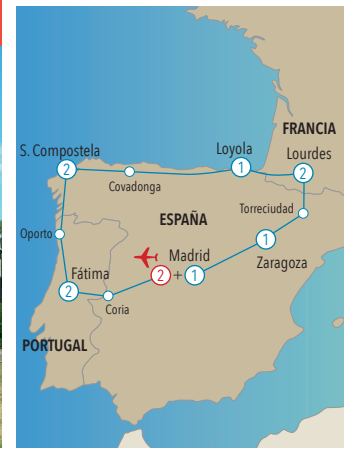 FRANCIA
S. Compostela
Loyola
Lourdes
2
1
2
Covadonga
Torreciudad
ESPAÑA
Oporto
Madrid
1
Zaragoza
Fátima
2 + 1
2
Coria
PORTUGAL